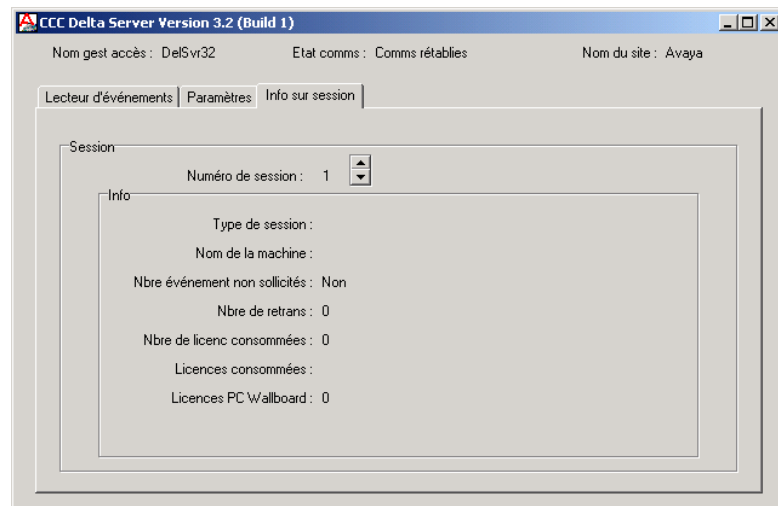 CCC Delta Server Version 3.2 (Build 1)
Nom gest accès : DelSvr32 Etat comms : Comms rétablies Nom du site : Avaya
Lecteur d'événements Paramètres Info sur session
Session
Numéro de session : 1
Info
Type de session :
Nom de la machine :
Nbre événement non sollicités : Non
Nbre de retrans : 0
Nbre de licenc consommées : 0
Licences consommées :
Licences PC Wallboard : 0